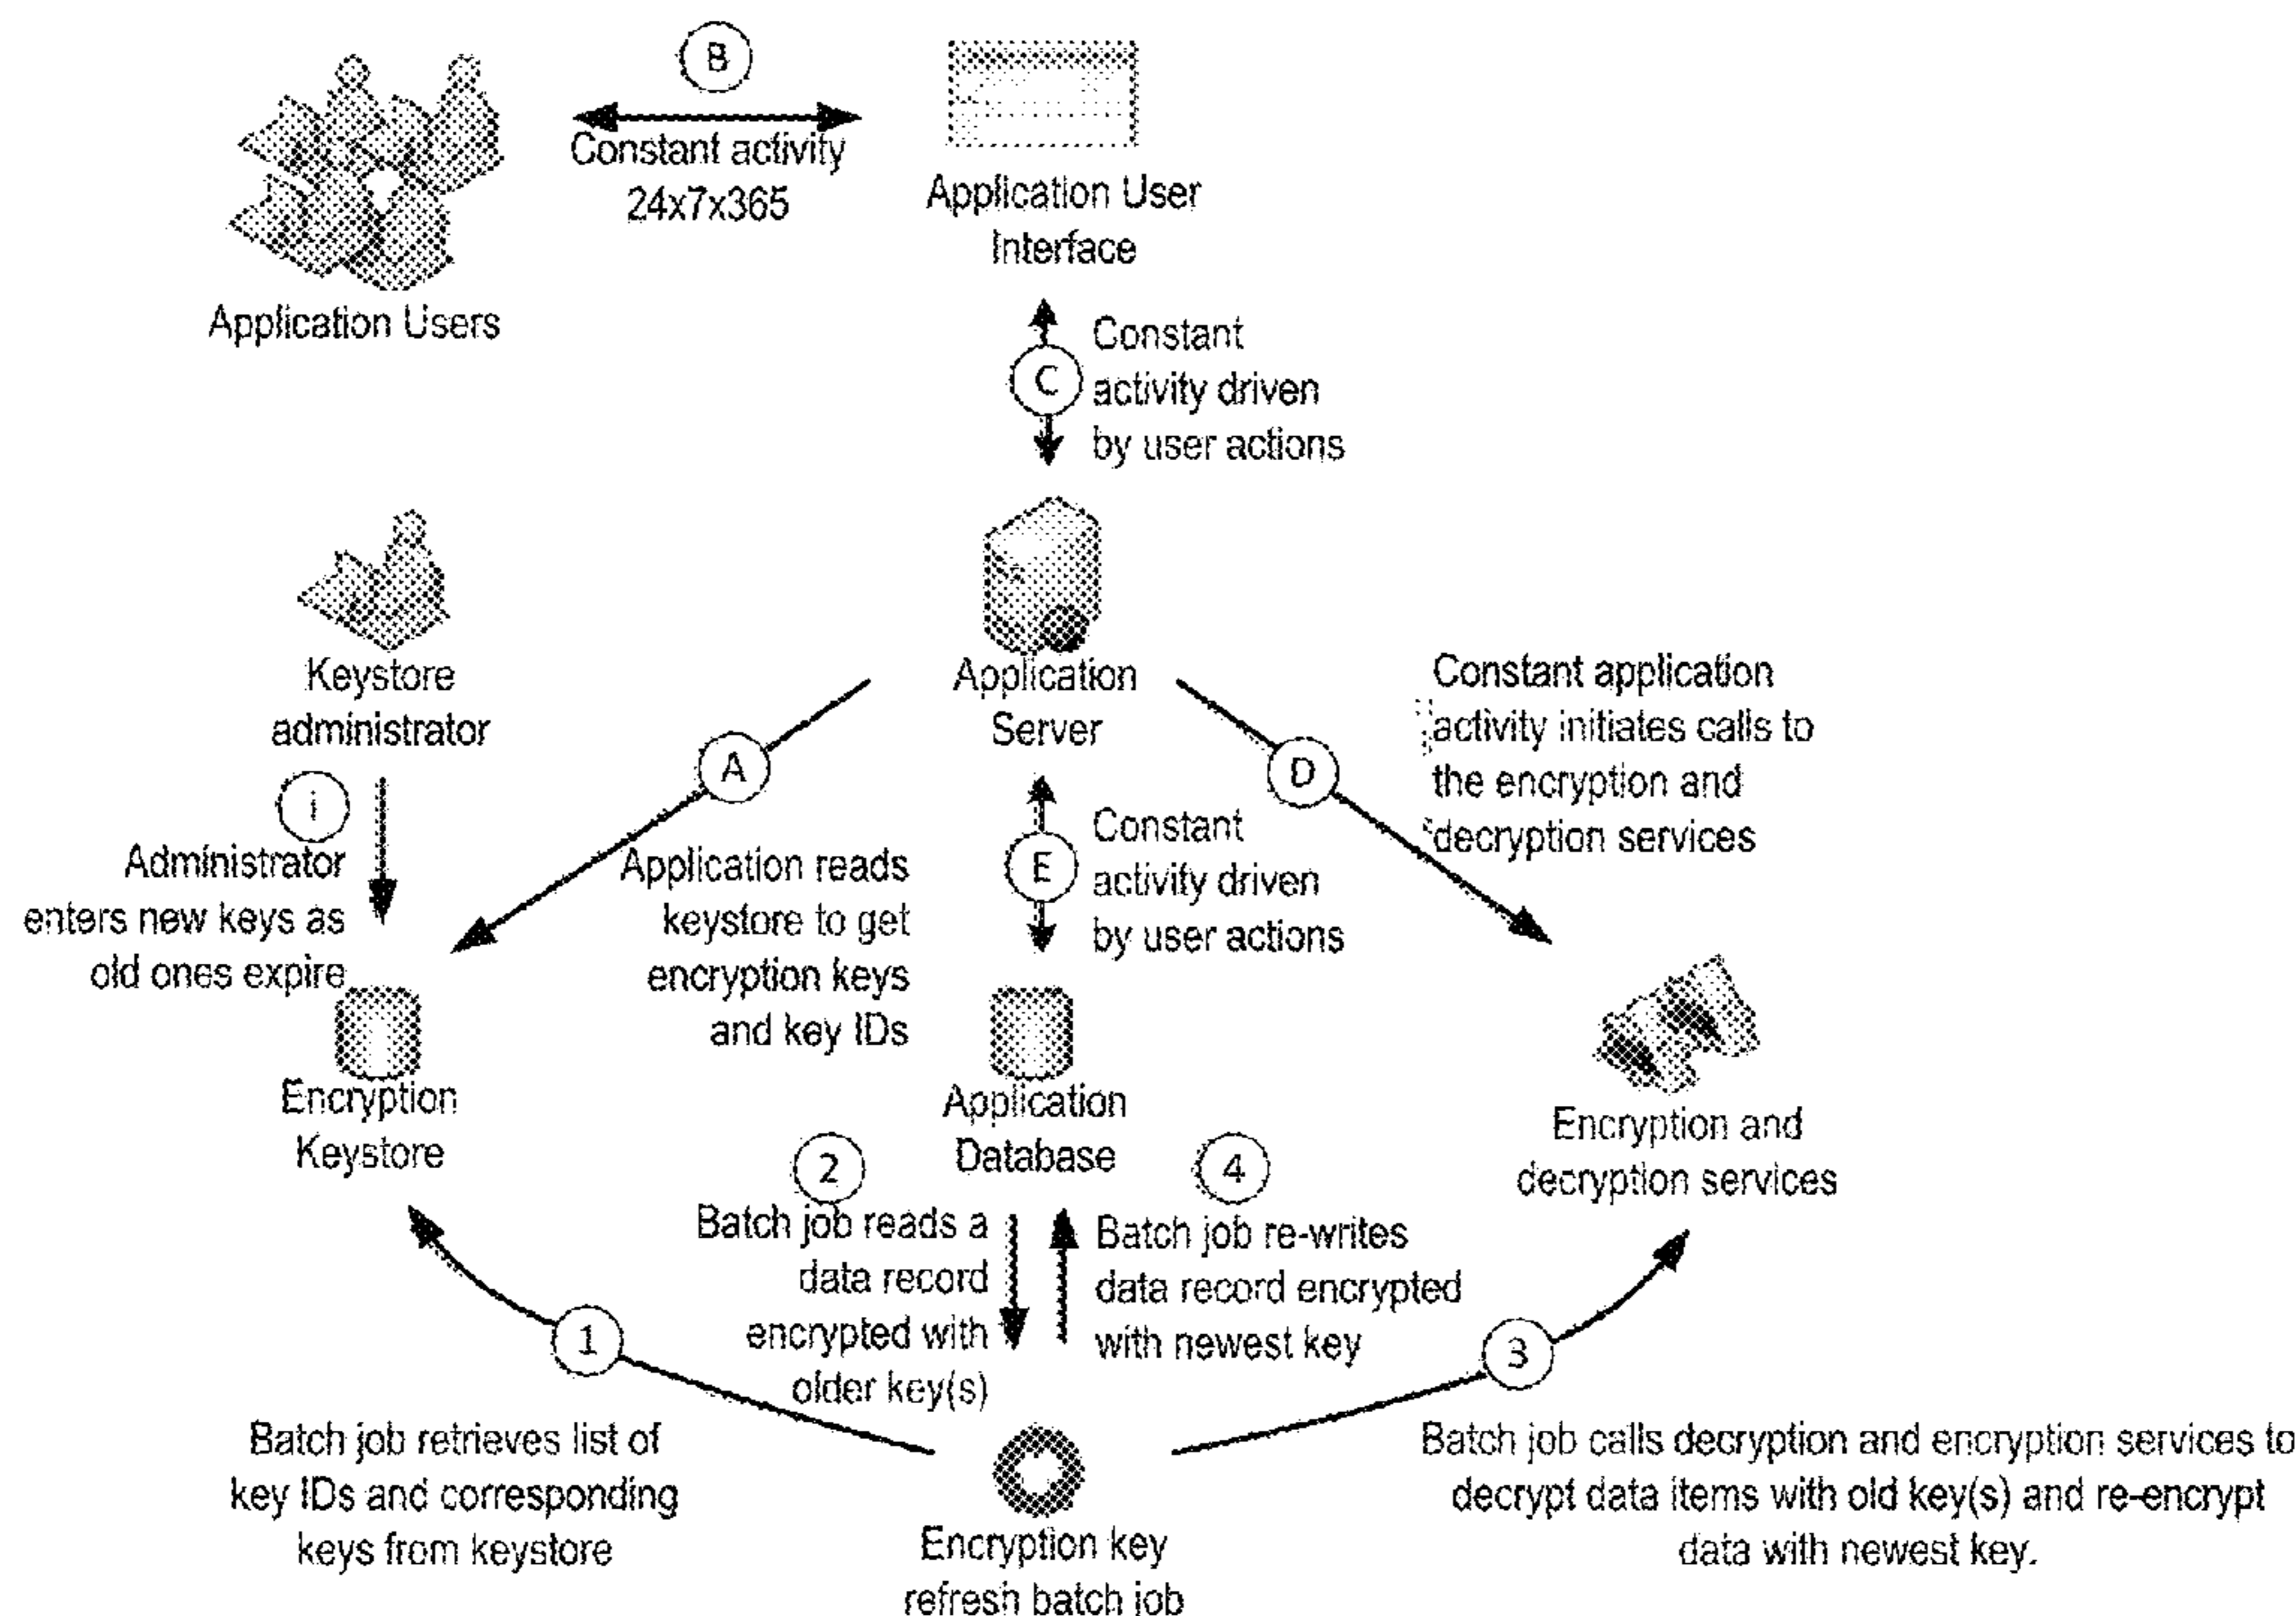 B
Constant activity
24x7x365
Application User
Interface
Application Users
C
Constant
activity driven
by user actions
Keystore
administrator
Application
Server
i
Administrator
enters new keys as
old ones expire
A
Application reads
keystore to get
encryption keys
and key IDs
E
Constant
activity driven
by user actions
D
Constant application
activity initiates calls to
the encryption and
decryption services
Encryption
Keystore
Application
Database
Encryption and
decryption services
2
Batch job reads a
data record
encrypted with
older key(s)
4
Batch job re-writes
data record encrypted
with newest key
1
Batch job retrieves list of
key IDs and corresponding
keys from keystore
Encryption key
refresh batch job
3
Batch job calls decryption and encryption services to
decrypt data items with old key(s) and re-encrypt
data with newest key.